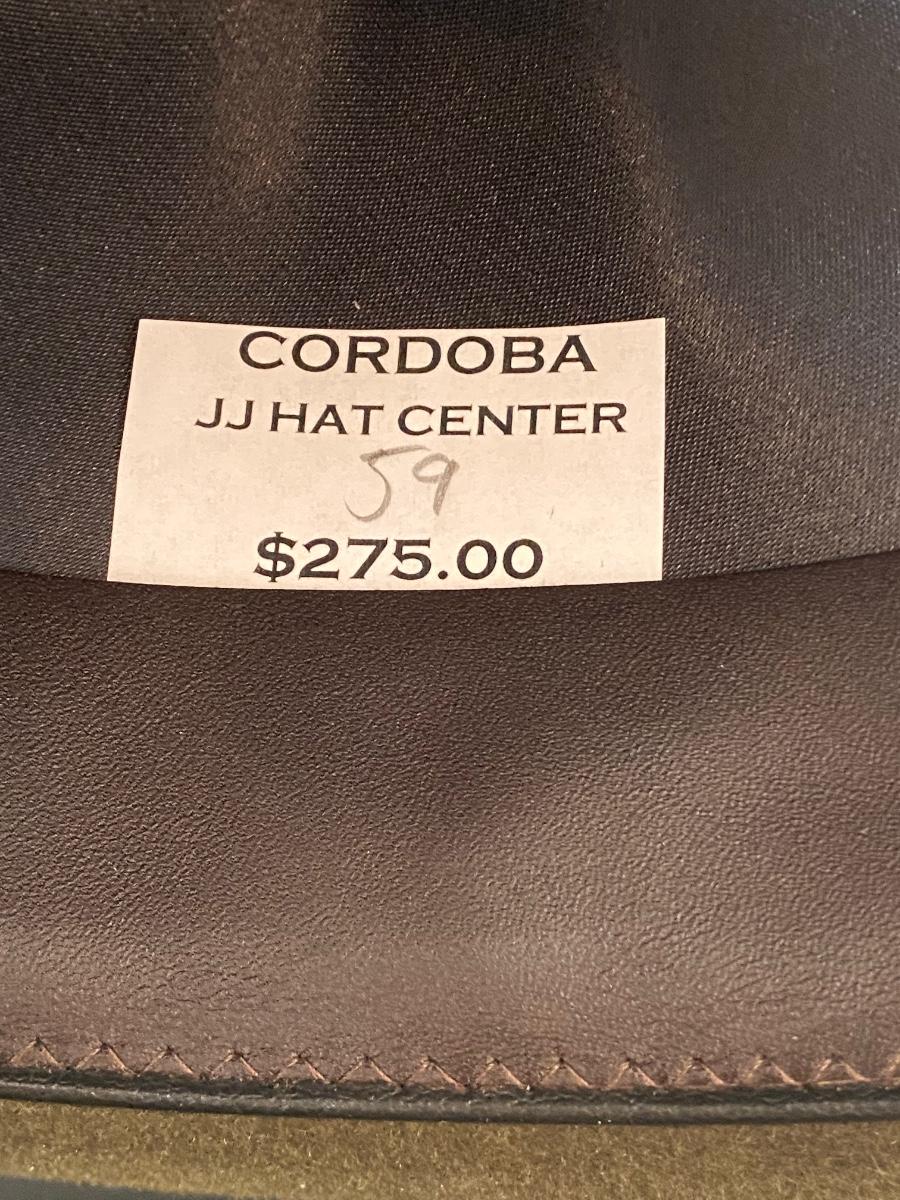 CORDOBA
JJ HAT CENTER
59
$275.00